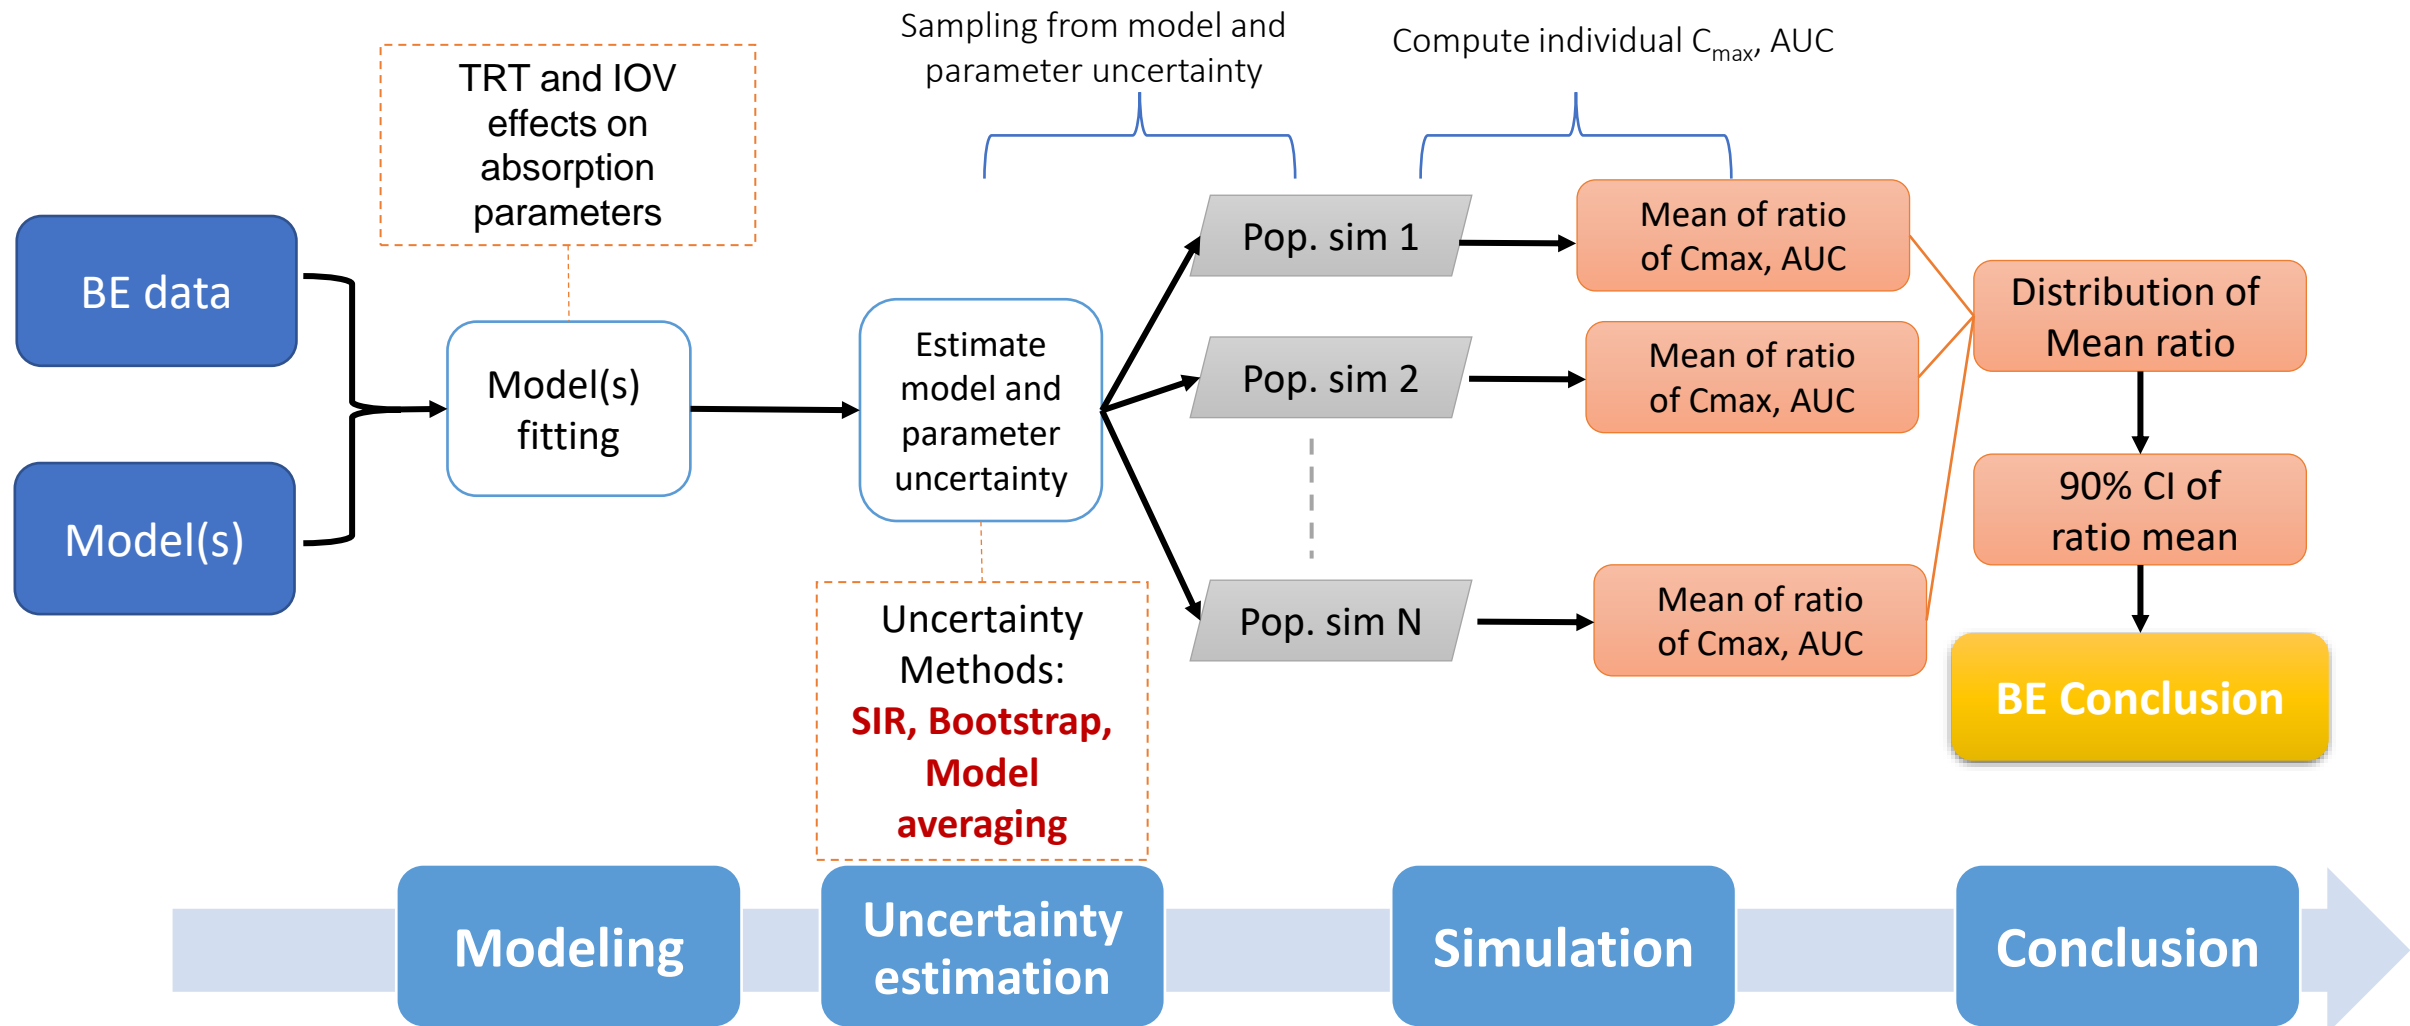 Sampling from model and
parameter uncertainty
Compute individual Cmax, AUC
TRT and IOV
effects on
absorption
parameters
BE data
Model(s)
Model(s)
fitting
Estimate
model and
parameter
uncertainty
Uncertainty
Methods:
SIR, Bootstrap,
Model
averaging
Pop. sim 1
Pop. sim 2
Pop. sim N
Mean of ratio
of Cmax, AUC
Mean of ratio
of Cmax, AUC
Mean of ratio
of Cmax, AUC
Distribution of
Mean ratio
90% CI of
ratio mean
BE Conclusion
Modeling
Uncertainty
estimation
Simulation
Conclusion